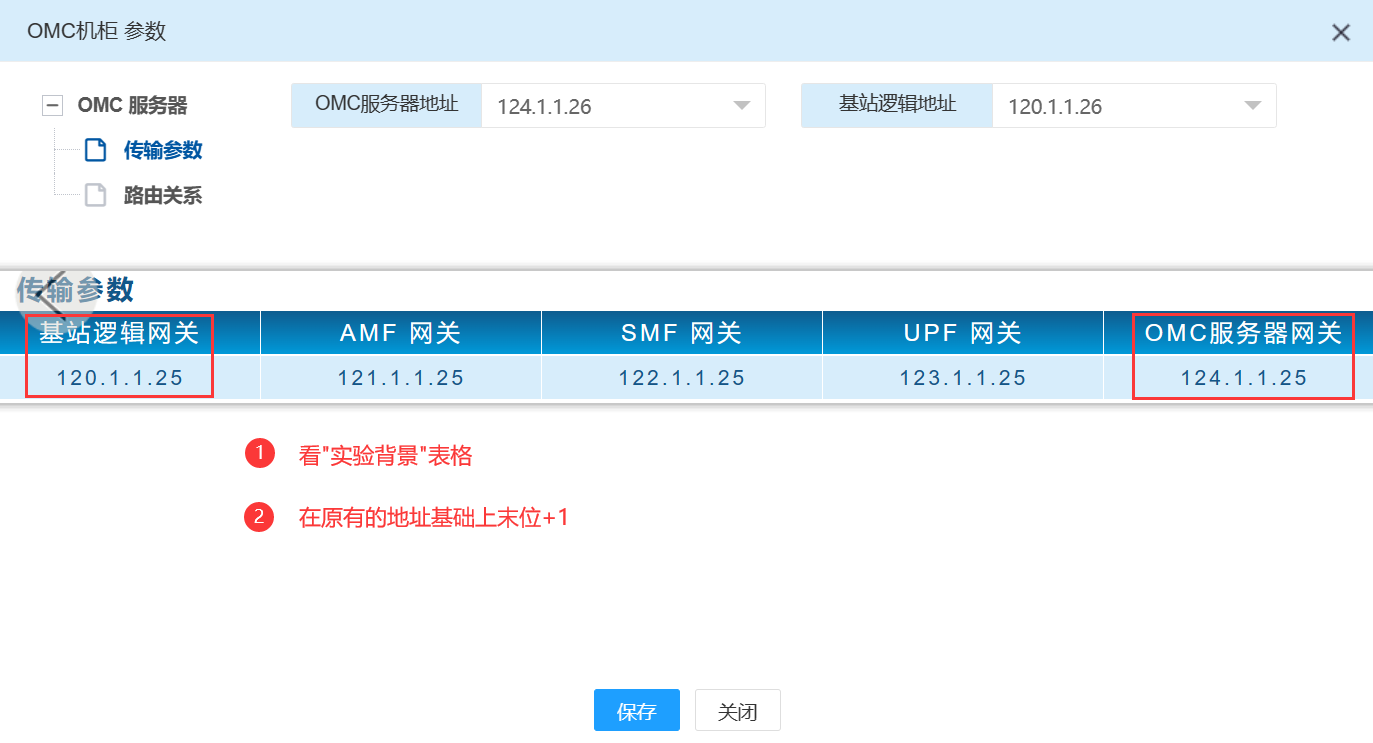 OMC机柜 参数
OMC 服务器
传输参数
路由关系
OMC服务器地址 124.1.1.26 基站逻辑地址 120.1.1.26
传输参数
基站逻辑网关 AMF 网关 SMF 网关 UPF 网关 OMC服务器网关
120.1.1.25 121.1.1.25 122.1.1.25 123.1.1.25 124.1.1.25
1 看"实验背景"表格
2 在原有的地址基础上末位+1
保存 关闭